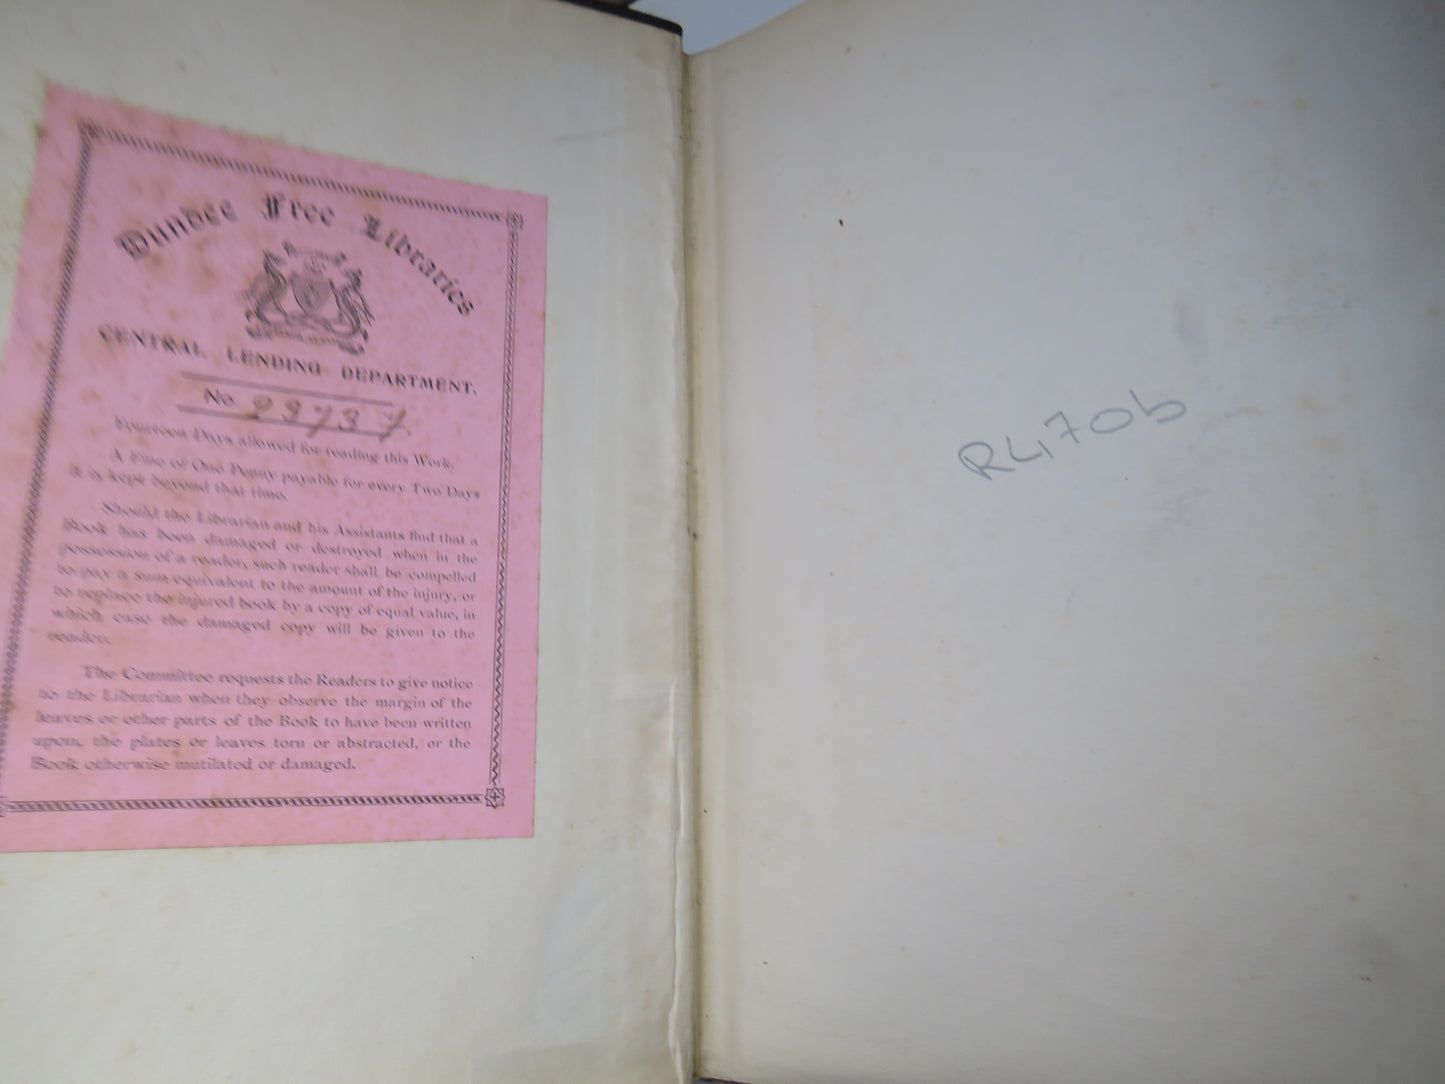 Dundee Free Libraries
CENTRAL LENDING DEPARTMENT.
No. 23737
Fourteen Days allowed for reading this Work.
A Fine of One Penny payable for every Two Days
it is kept beyond that time.
Should the Librarian and his Assistants find that a
Book has been damaged or destroyed when in the
possession of a reader, such reader shall be compelled
to pay a sum equivalent to the amount of the injury, or
to replace the injured book by a copy of equal value, in
which case the damaged copy will be given to the
reader.
The Committee requests the Readers to give notice
to the Librarian when they observe the margin of the
leaves or other parts of the Book to have been written
upon, the plates or leaves torn or abstracted, or the
Book otherwise mutilated or damaged.
RL170b